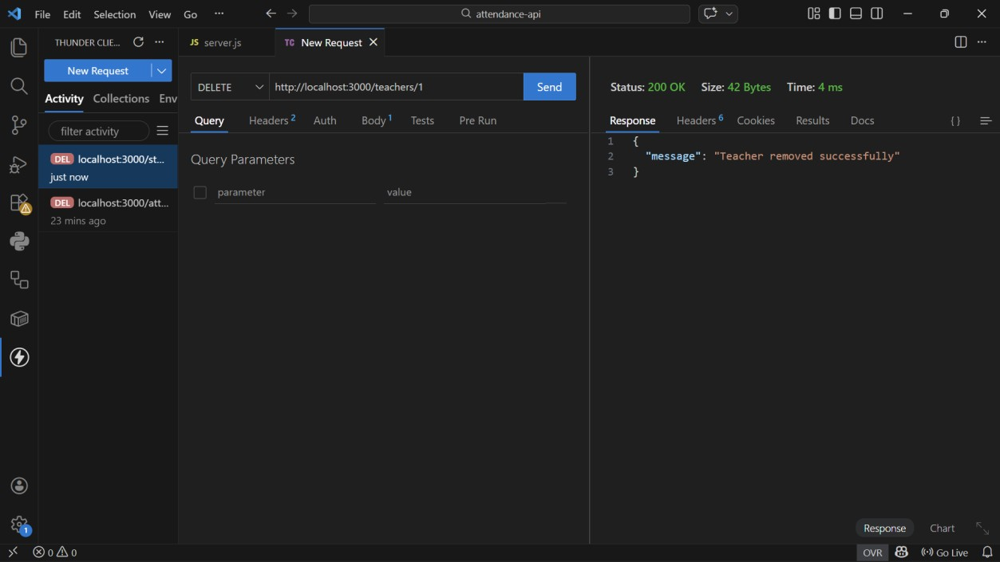 File Edit Selection View Go ···
attendance-api
THUNDER CLIE... ···
JS server.js
TC New Request
···
New Request
DELETE http://localhost:3000/teachers/1 Send
Status: 200 OK Size: 42 Bytes Time: 4 ms
Activity Collections Env
Query Headers 2 Auth Body 1 Tests Pre Run
Response Headers 6 Cookies Results Docs { }
filter activity
DEL localhost:3000/st...
just now
DEL localhost:3000/att...
23 mins ago
Query Parameters
parameter value
1 {
2 "message": "Teacher removed successfully"
3 }
Response Chart
1
0 0 OVR Go Live